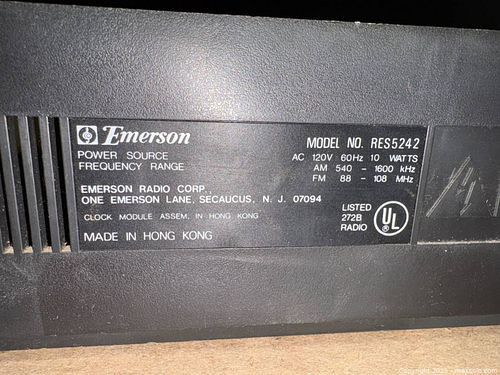 Emerson
MODEL NO. RES5242
POWER SOURCE AC 120V 60Hz 10 WATTS
FREQUENCY RANGE AM 540 - 1600 kHz
FM 88 - 108 MHz
EMERSON RADIO CORP.,
ONE EMERSON LANE, SECAUCUS, N. J. 07094
CLOCK MODULE ASSEM. IN HONG KONG
MADE IN HONG KONG
LISTED
272B
RADIO
UL